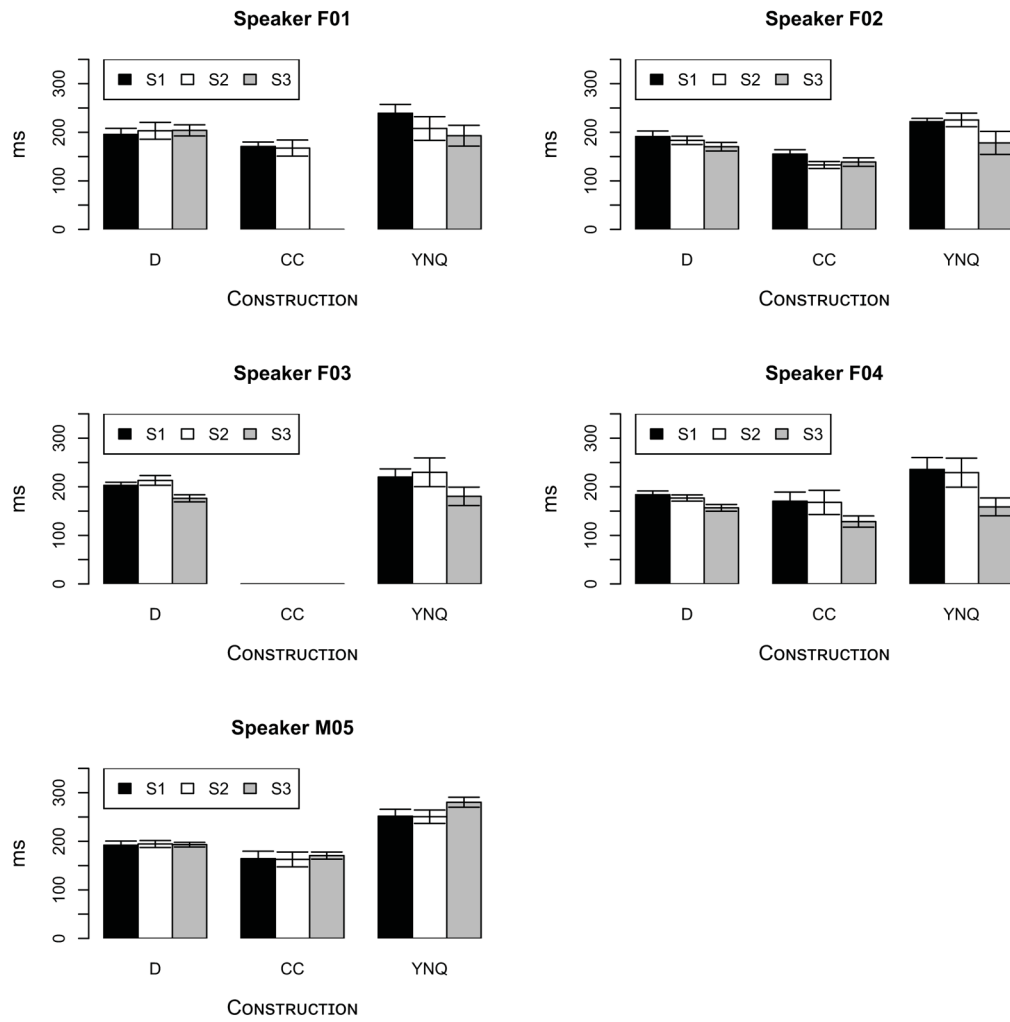 Speaker F01
S1 S2 S3
ms
0 100 200 300
D CC YNQ
CONSTRUCTION
Speaker F02
S1 S2 S3
ms
0 100 200 300
D CC YNQ
CONSTRUCTION
Speaker F03
S1 S2 S3
ms
0 100 200 300
D CC YNQ
CONSTRUCTION
Speaker F04
S1 S2 S3
ms
0 100 200 300
D CC YNQ
CONSTRUCTION
Speaker M05
S1 S2 S3
ms
0 100 200 300
D CC YNQ
CONSTRUCTION